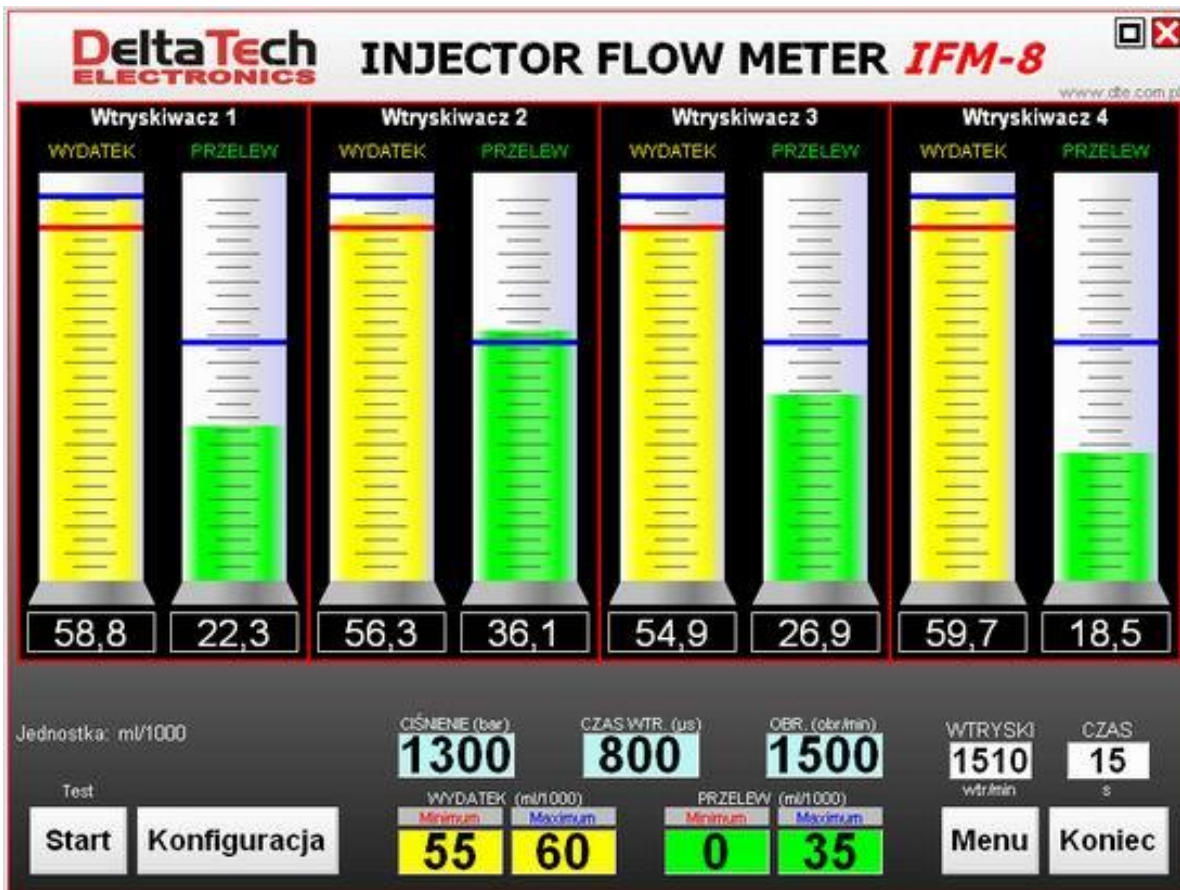 DeltaTech
ELECTRONICS
INJECTOR FLOW METER IFM-8
www.dte.com.pl
Wtryskiwacz 1
Wtryskiwacz 2
Wtryskiwacz 3
Wtryskiwacz 4
WYDATEK PRZELEW
WYDATEK PRZELEW
WYDATEK PRZELEW
WYDATEK PRZELEW
58,8 22,3
56,3 36,1
54,9 26,9
59,7 18,5
Jednostka: ml/1000
CIŚNIENIE (bar)
1300
CZAS WTR. (µs)
800
OBR. (obr/min)
1500
WTRYSKI
1510
wtr/min
CZAS
15
s
Test
Start
Konfiguracja
WYDATEK (ml/1000)
Minimum Maximum
55 60
PRZELEW (ml/1000)
Minimum Maximum
0 35
Menu
Koniec